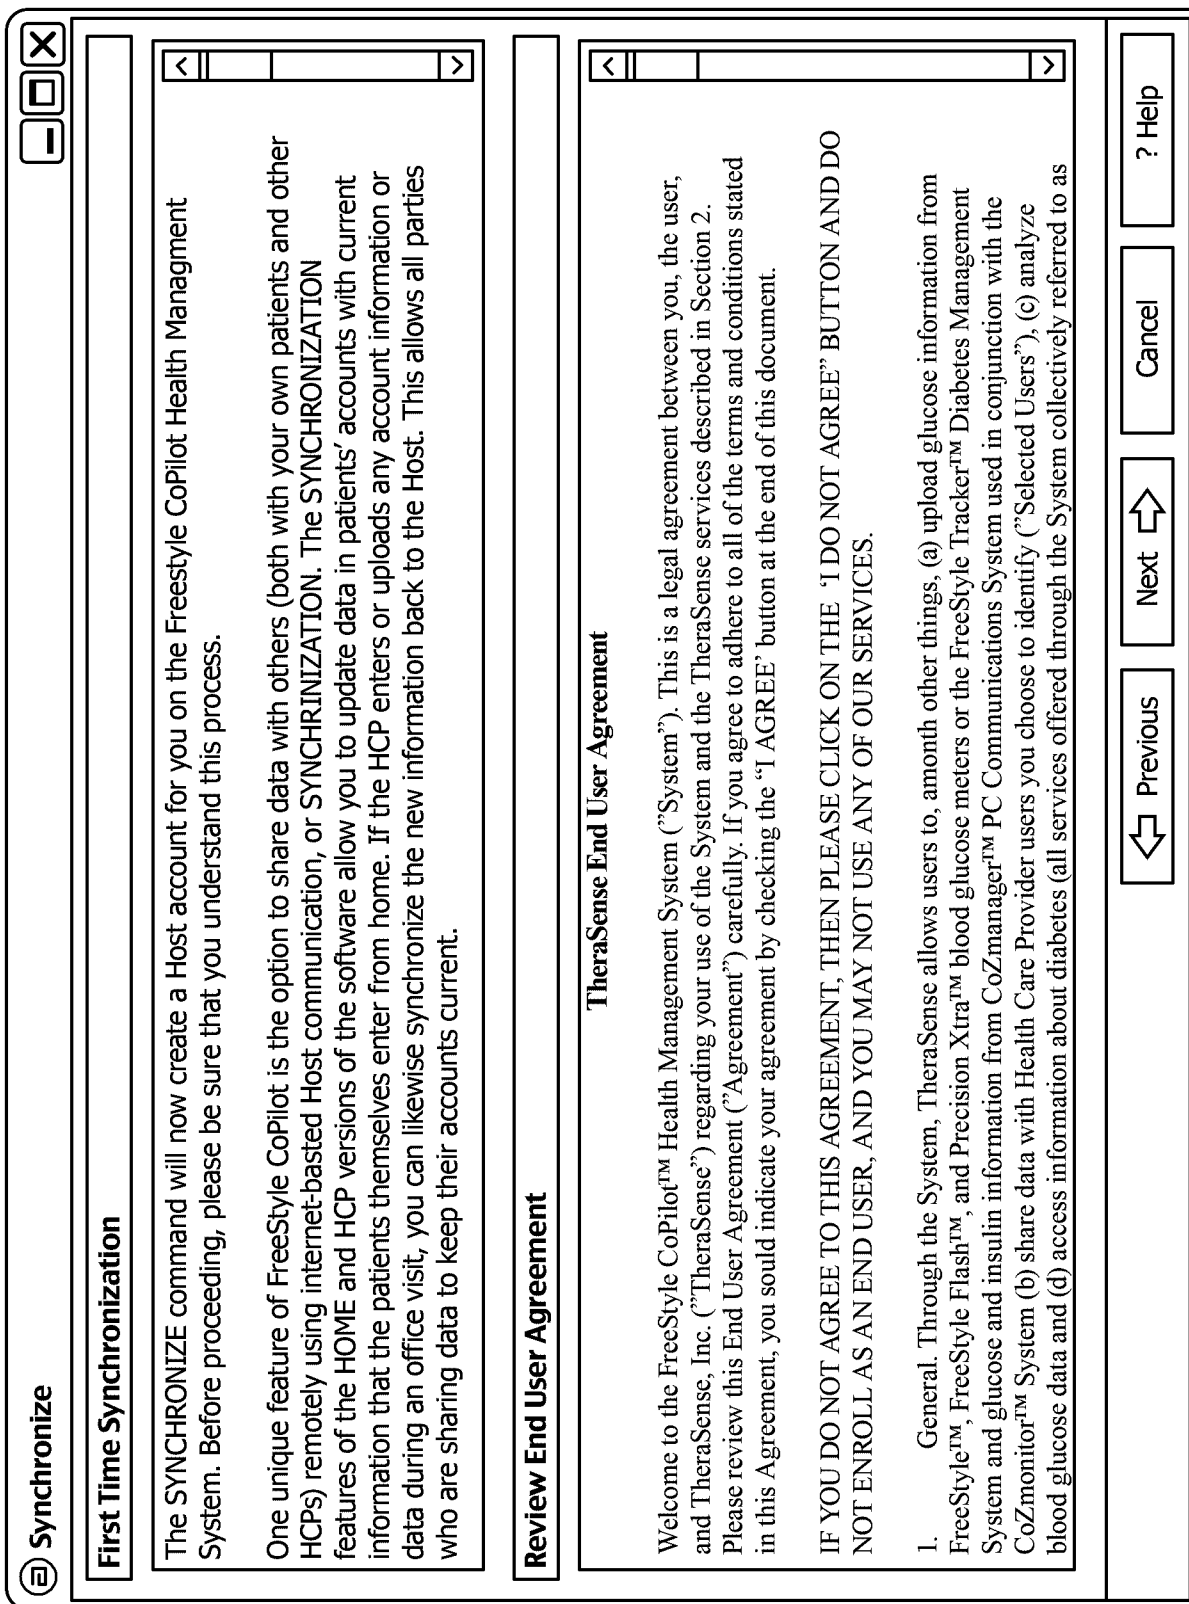 Synchronize
First Time Synchronization
The SYNCHRONIZE command will now create a Host account for you on the Freestyle CoPilot Health Managment
System. Before proceeding, please be sure that you understand this process.
One unique feature of FreeStyle CoPilot is the option to share data with others (both with your own patients and other
HCPs) remotely using internet-basted Host communication, or SYNCHRINIZATION. The SYNCHRONIZATION
features of the HOME and HCP versions of the software allow you to update data in patients’ accounts with current
information that the patients themselves enter from home. If the HCP enters or uploads any account information or
data during an office visit, you can likewise synchronize the new information back to the Host. This allows all parties
who are sharing data to keep their accounts current.
Review End User Agreement
TheraSense End User Agreement
Welcome to the FreeStyle CoPilot™ Health Management System (”System”). This is a legal agreement between you, the user,
and TheraSense, Inc. (”TheraSense”) regarding your use of the System and the TheraSense services described in Section 2.
Please review this End User Agreement (”Agreement”) carefully. If you agree to adhere to all of the terms and conditions stated
in this Agreement, you sould indicate your agreement by checking the “I AGREE’ button at the end of this document.
IF YOU DO NOT AGREE TO THIS AGREEMENT, THEN PLEASE CLICK ON THE ‘I DO NOT AGREE” BUTTON AND DO
NOT ENROLL AS AN END USER, AND YOU MAY NOT USE ANY OF OUR SERVICES.
1. General. Through the System, TheraSense allows users to, amonth other things, (a) upload glucose information from
FreeStyle™, FreeStyle Flash™, and Precision Xtra™ blood glucose meters or the FreeStyle Tracker™ Diabetes Management
System and glucose and insulin information from CoZmanager™ PC Communications System used in conjunction with the
CoZmonitor™ System (b) share data with Health Care Provider users you choose to identify (”Selected Users”), (c) analyze
blood glucose data and (d) access information about diabetes (all services offered through the System collectively referred to as
Previous
Next
Cancel
? Help